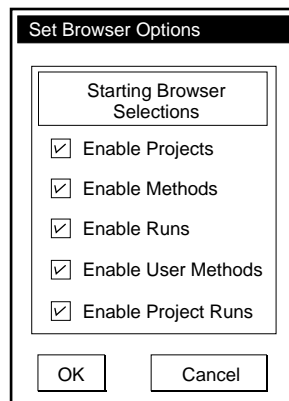 Set Browser Options
Starting Browser
Selections
Enable Projects
Enable Methods
Enable Runs
Enable User Methods
Enable Project Runs
OK
Cancel